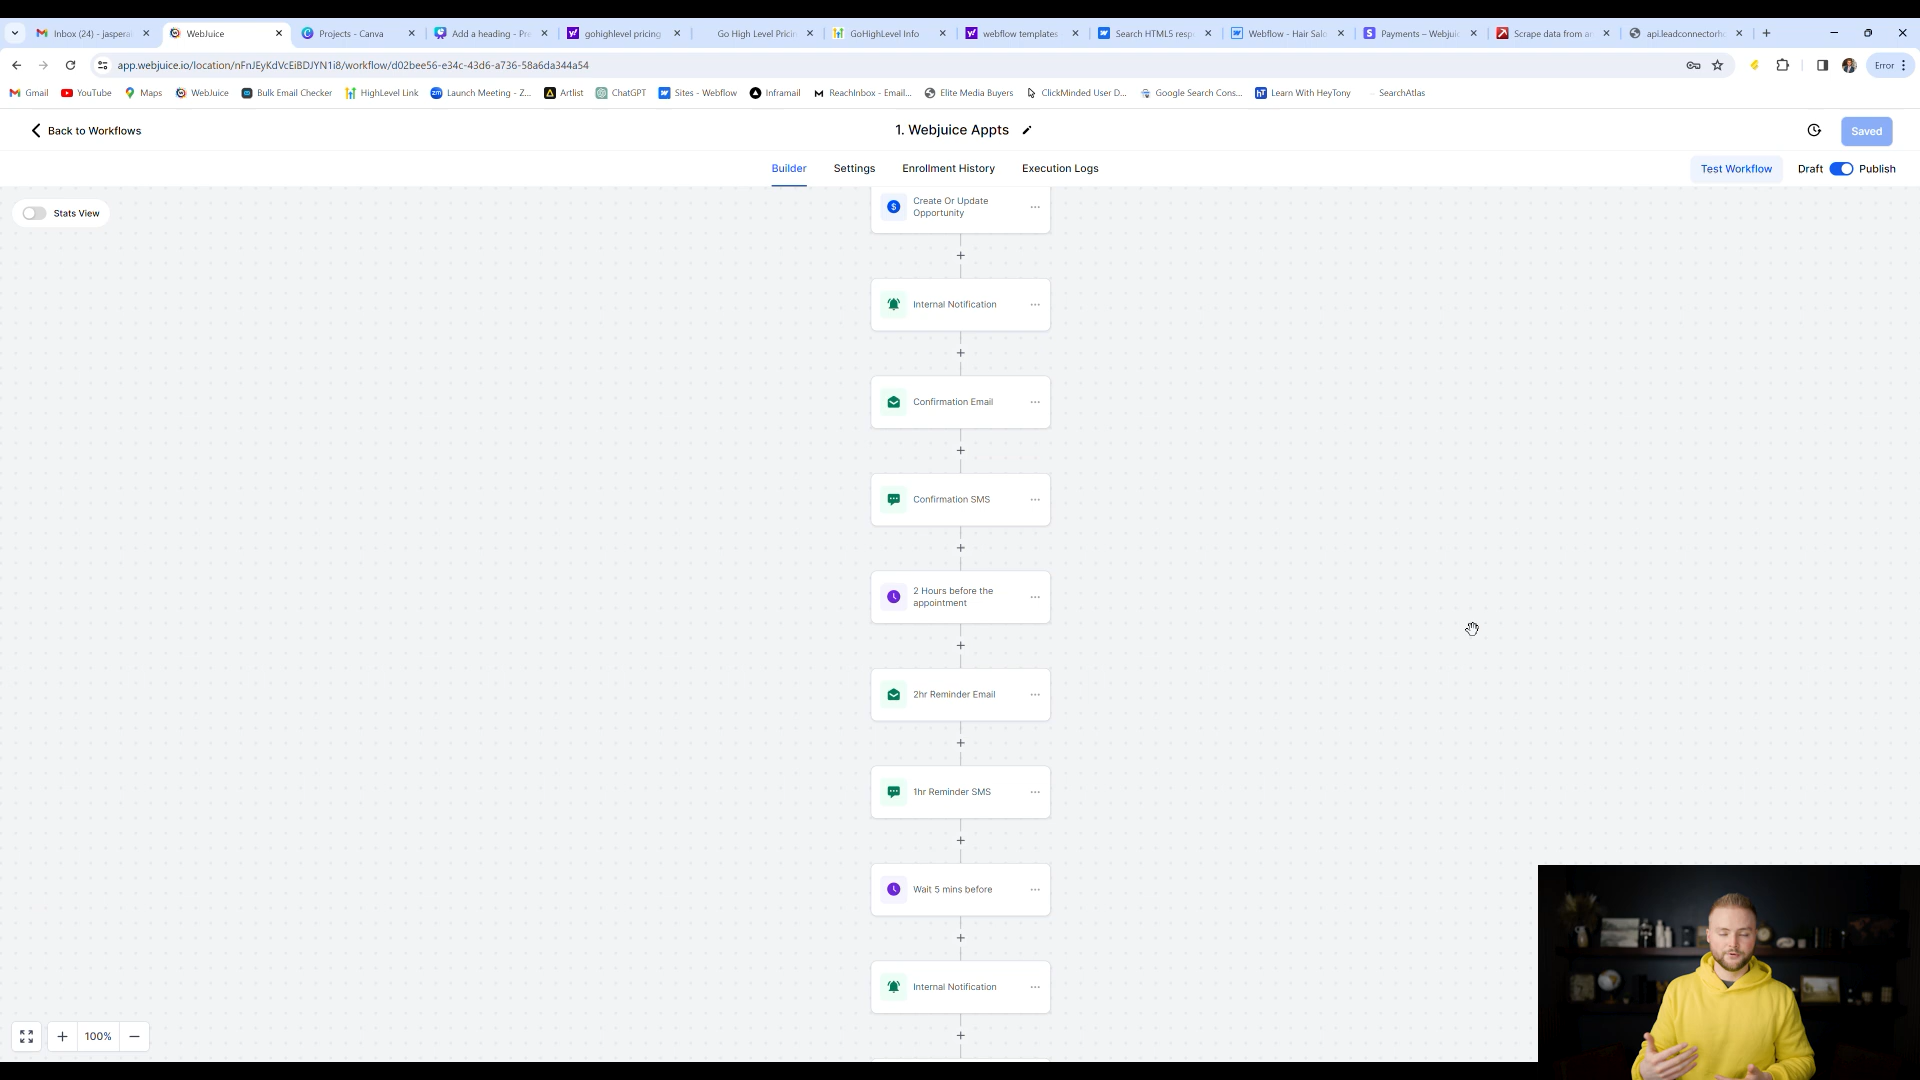 Inbox (24) - jaspera
WebJuice
Projects - Canva
Add a heading - Pre
gohighlevel pricing
Go High Level Pricin
GoHighLevel Info
webflow templates
Search HTML5 resp
Webflow - Hair Salo
Payments – Webjuic
Scrape data from a
api.leadconnectorh
app.webjuice.io/location/nFnJEyKdVcEiBDJYN1i8/workflow/d02bee56-e34c-43d6-a736-58a6da344a54
Error
Gmail
YouTube
Maps
WebJuice
Bulk Email Checker
HighLevel Link
Launch Meeting - Z...
Artlist
ChatGPT
Sites - Webflow
Inframail
ReachInbox - Email...
Elite Media Buyers
ClickMinded User D...
Google Search Cons...
Learn With HeyTony
SearchAtlas
Back to Workflows
1. Webjuice Appts
Saved
Builder
Settings
Enrollment History
Execution Logs
Test Workflow
Draft
Publish
Stats View
Create Or Update
Opportunity
Internal Notification
Confirmation Email
Confirmation SMS
2 Hours before the
appointment
2hr Reminder Email
1hr Reminder SMS
Wait 5 mins before
Internal Notification
100%